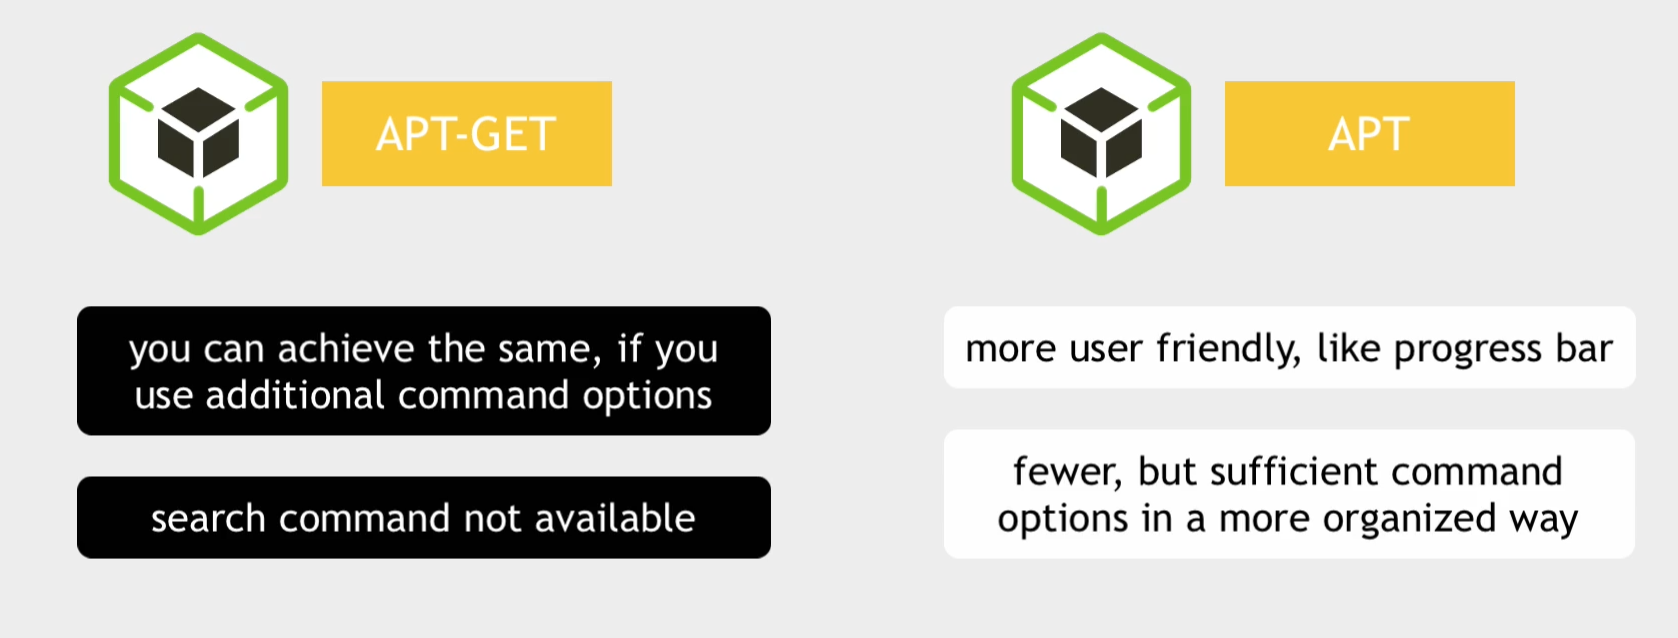 APT-GET
you can achieve the same, if you
use additional command options
search command not available
APT
more user friendly, like progress bar
fewer, but sufficient command
options in a more organized way